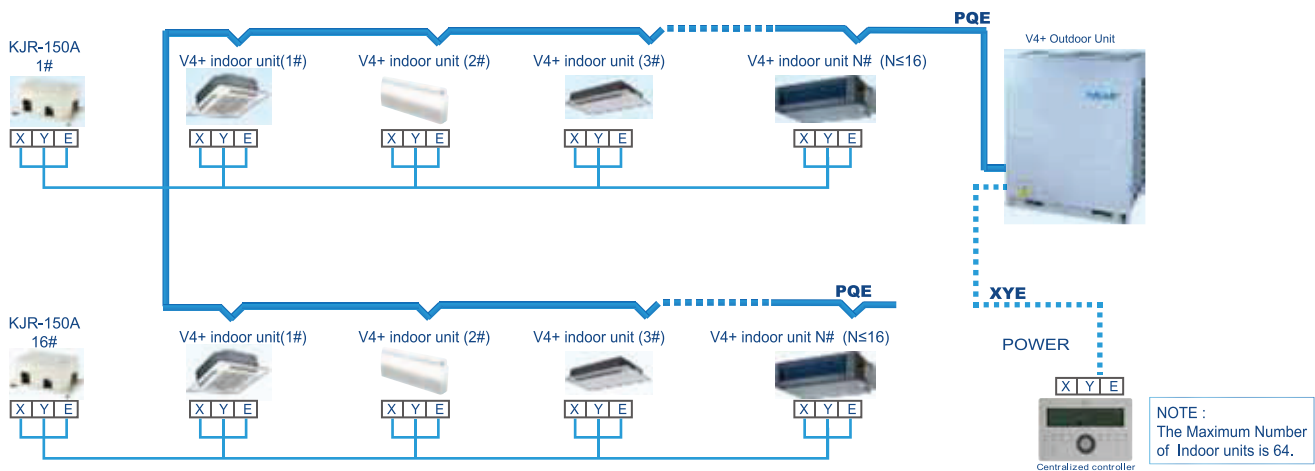 PQE
KJR-150A
1#
V4+ indoor unit(1#)
V4+ indoor unit (2#)
V4+ indoor unit (3#)
V4+ indoor unit N# (N≤16)
V4+ Outdoor Unit
X Y E
X Y E
X Y E
X Y E
X Y E
PQE
KJR-150A
16#
V4+ indoor unit(1#)
V4+ indoor unit (2#)
V4+ indoor unit (3#)
V4+ indoor unit N# (N≤16)
XYE
POWER
X Y E
X Y E
X Y E
X Y E
X Y E
X Y E
NOTE :
The Maximum Number
of Indoor units is 64.
Centralized controller